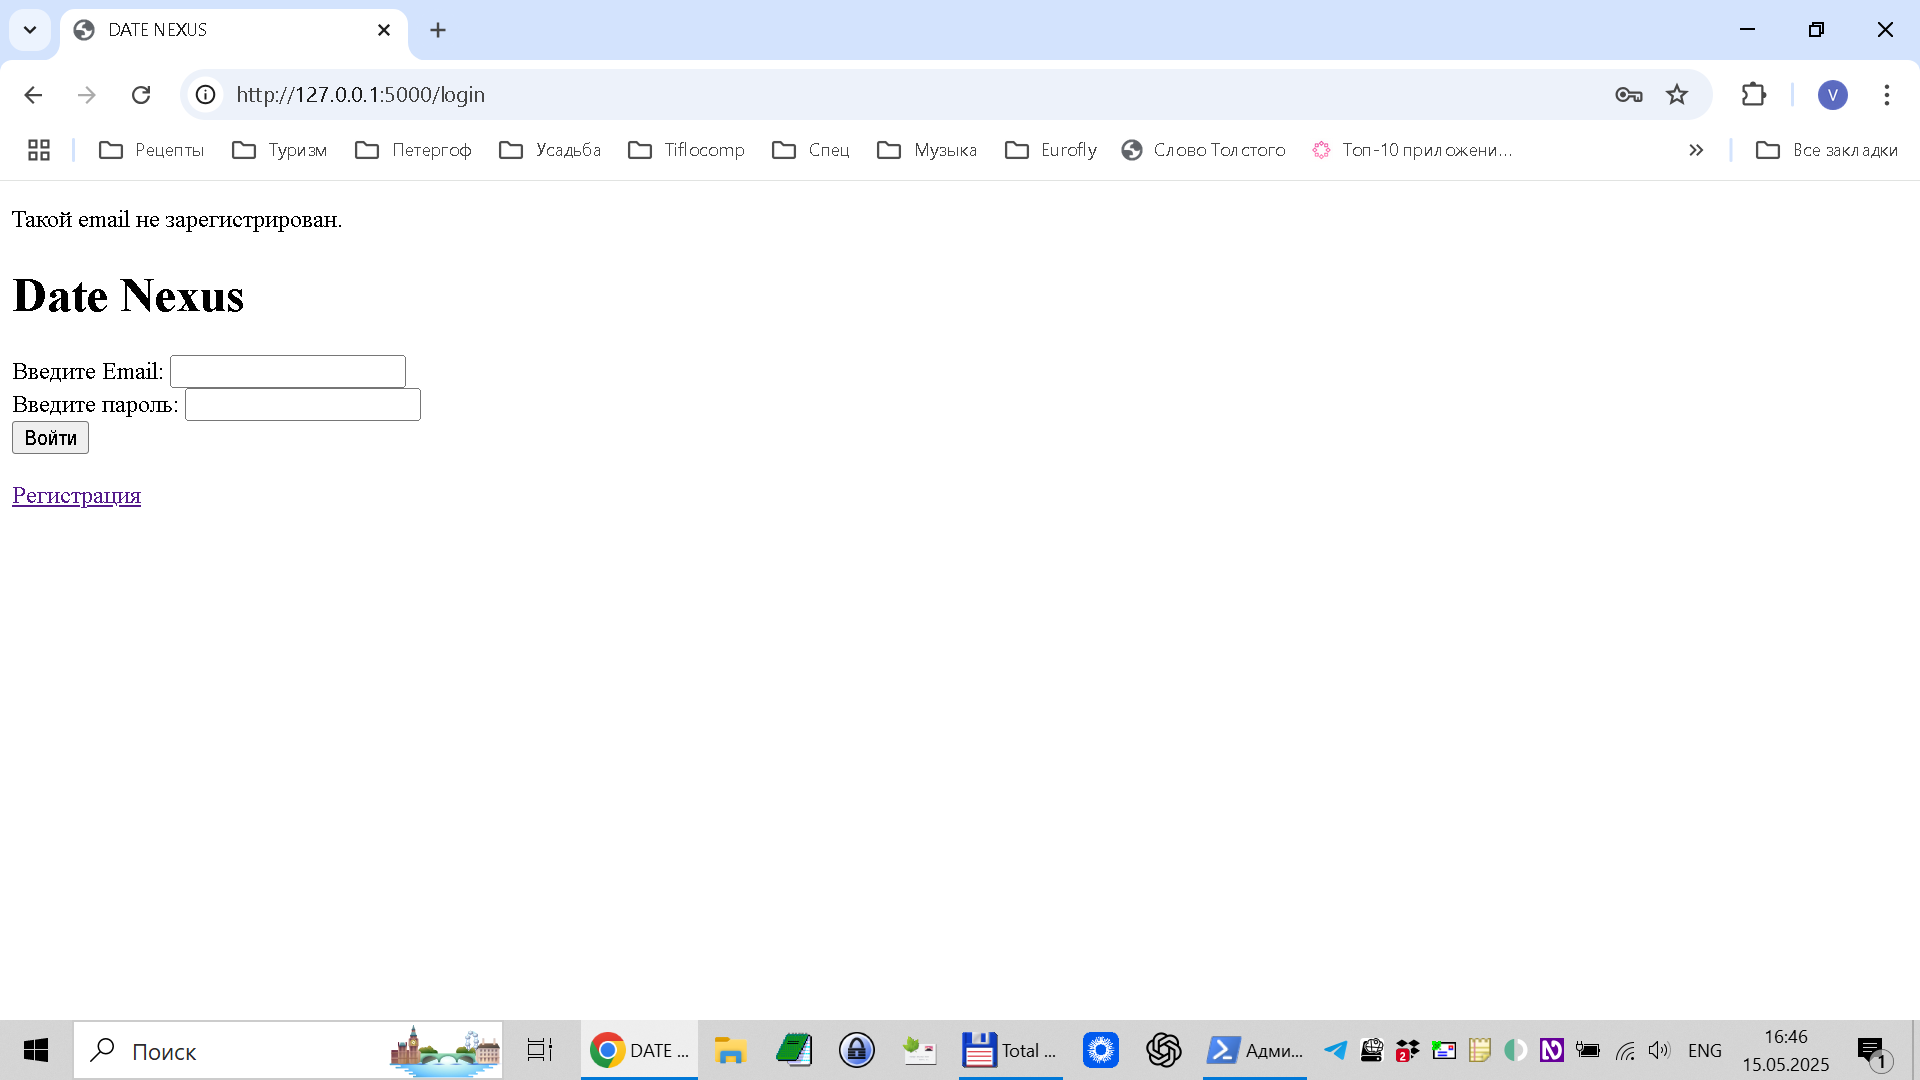 DATE NEXUS
http://127.0.0.1:5000/login
V
Рецепты Туризм Петергоф Усадьба Tiflocomp Спец Музыка Eurofly Слово Толстого Топ-10 приложени... Все закладки
Такой email не зарегистрирован.
Date Nexus
Введите Email:
Введите пароль:
Войти
Регистрация
Поиск DATE ... Total ... Адми... 2 ENG 16:46
15.05.2025
1